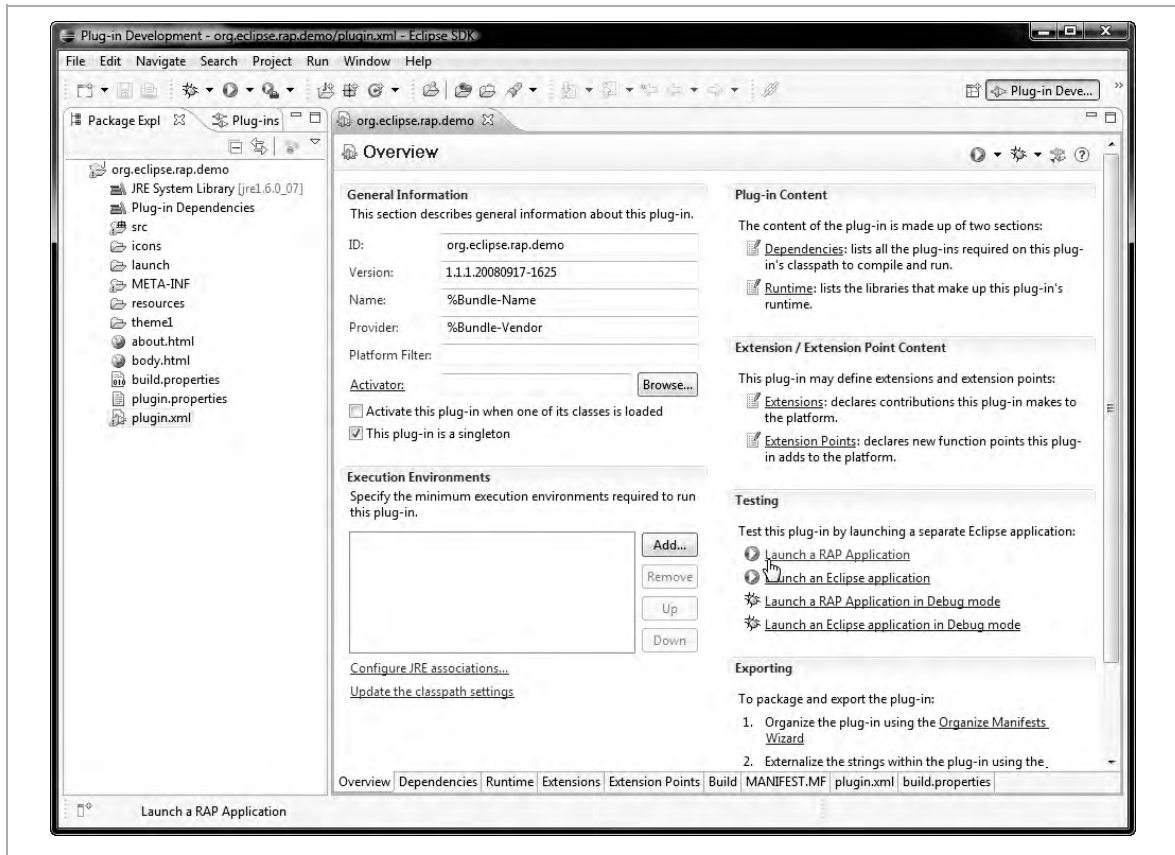 Plug-in Development - org.eclipse.rap.demo/plugin.xml - Eclipse SDK
File Edit Navigate Search Project Run Window Help
Plug-in Deve...
Package Expl
Plug-ins
org.eclipse.rap.demo
org.eclipse.rap.demo
JRE System Library [jre1.6.0_07]
Plug-in Dependencies
src
icons
launch
META-INF
resources
theme1
about.html
body.html
build.properties
plugin.properties
plugin.xml
Overview
General Information
This section describes general information about this plug-in.
ID: org.eclipse.rap.demo
Version: 1.1.1.20080917-1625
Name: %Bundle-Name
Provider: %Bundle-Vendor
Platform Filter:
Activator: Browse...
Activate this plug-in when one of its classes is loaded
This plug-in is a singleton
Execution Environments
Specify the minimum execution environments required to run
this plug-in.
Add...
Remove
Up
Down
Configure JRE associations...
Update the classpath settings
Plug-in Content
The content of the plug-in is made up of two sections:
Dependencies: lists all the plug-ins required on this plug-
in's classpath to compile and run.
Runtime: lists the libraries that make up this plug-in's
runtime.
Extension / Extension Point Content
This plug-in may define extensions and extension points:
Extensions: declares contributions this plug-in makes to
the platform.
Extension Points: declares new function points this plug-
in adds to the platform.
Testing
Test this plug-in by launching a separate Eclipse application:
Launch a RAP Application
Launch an Eclipse application
Launch a RAP Application in Debug mode
Launch an Eclipse application in Debug mode
Exporting
To package and export the plug-in:
1. Organize the plug-in using the Organize Manifests
Wizard
2. Externalize the strings within the plug-in using the
Overview Dependencies Runtime Extensions Extension Points Build MANIFEST.MF plugin.xml build.properties
Launch a RAP Application